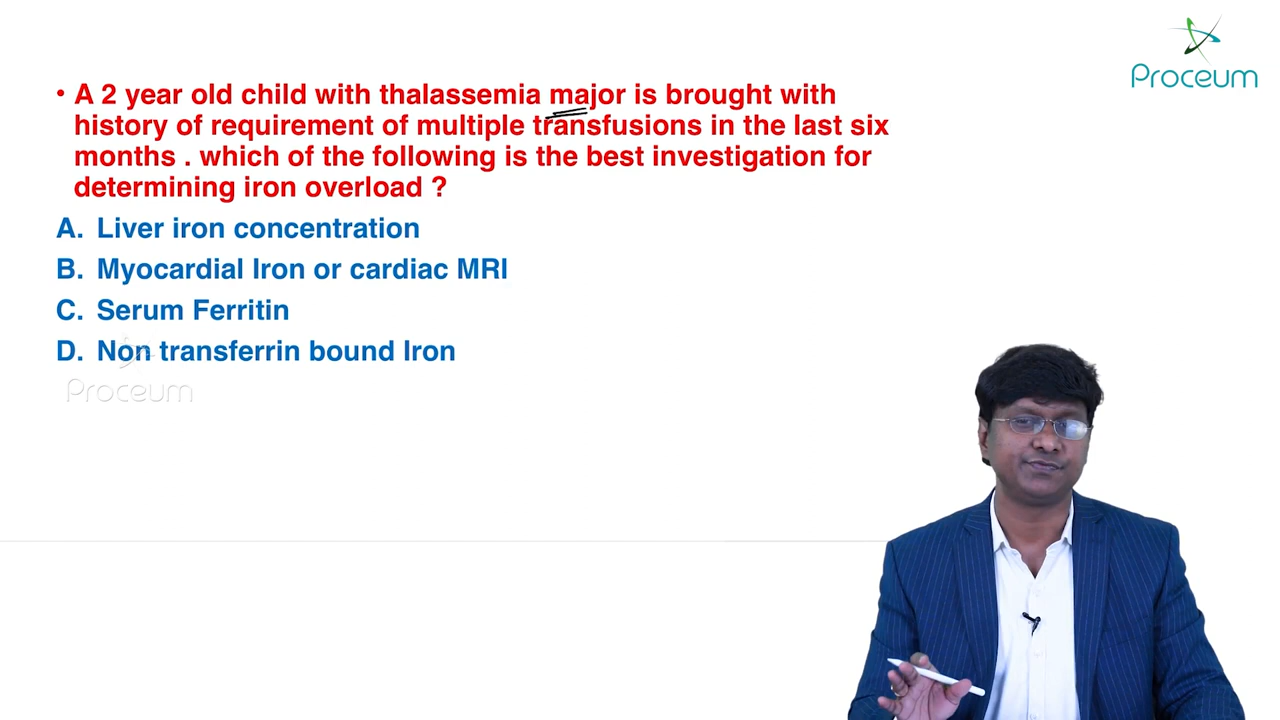 Proceum
• A 2 year old child with thalassemia major is brought with
history of requirement of multiple transfusions in the last six
months . which of the following is the best investigation for
determining iron overload ?
A. Liver iron concentration
B. Myocardial Iron or cardiac MRI
C. Serum Ferritin
D. Non transferrin bound Iron
Proceum